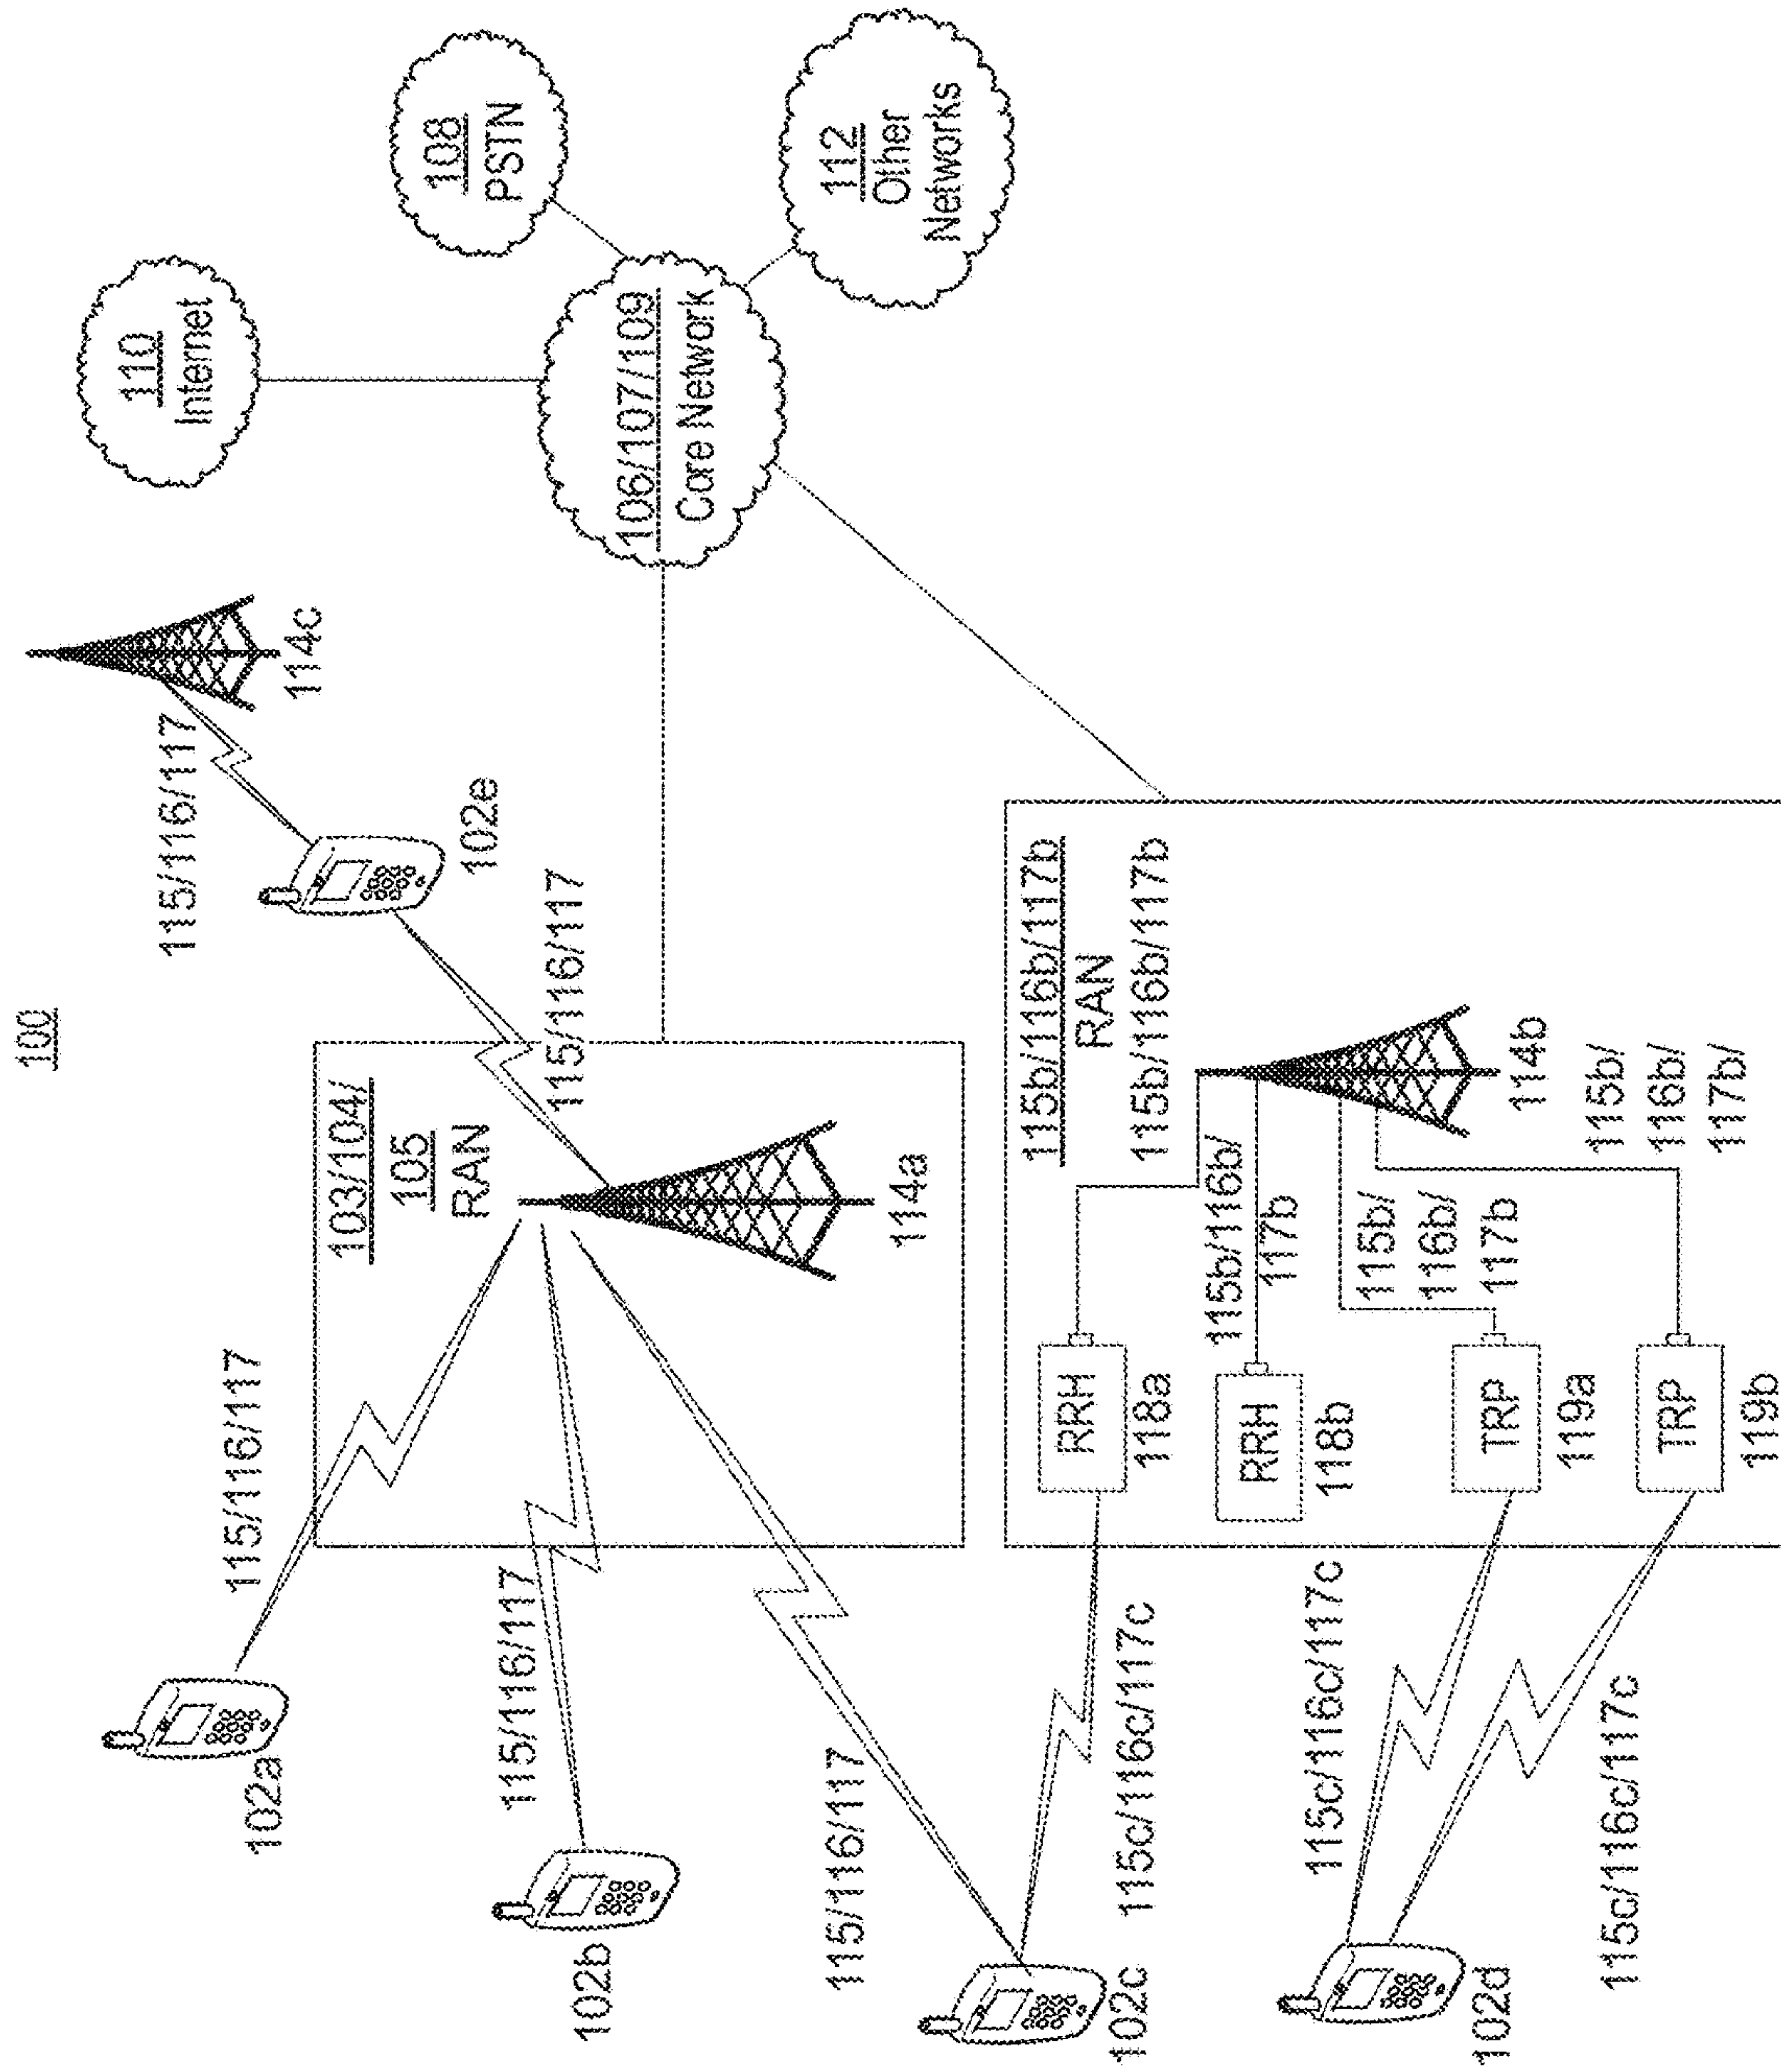 100
115/116/117
114c
110
Internet
108
PSTN
112
Other
Networks
106/107/109
Core Network
102e
115/116/117
103/104/
105
RAN
114a
115/116/117
102a
115/116/117
102b
115/116/117
102c
115c/116c/117c
115b/116b/117b
RAN
115b/116b/117b
114b
115b/116b/
117b
115b/
116b/
117b
115b/
116b/
117b/
RRH
118a
RRH
118b
TRP
119a
TRP
119b
115c/116c/117c
102d
115c/116c/117c